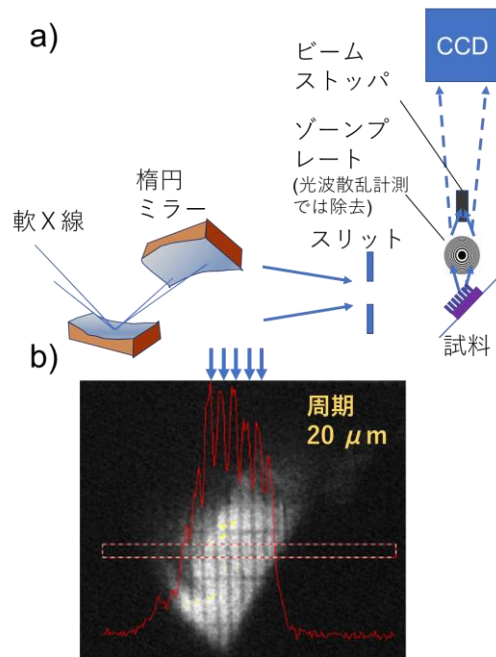 a)
ビーム
ストッパ
CCD
ゾーンプ
レート
(光波散乱計測
では除去)
楕円
ミラー
軟X線
スリット
試料
b)
周期
20 μm